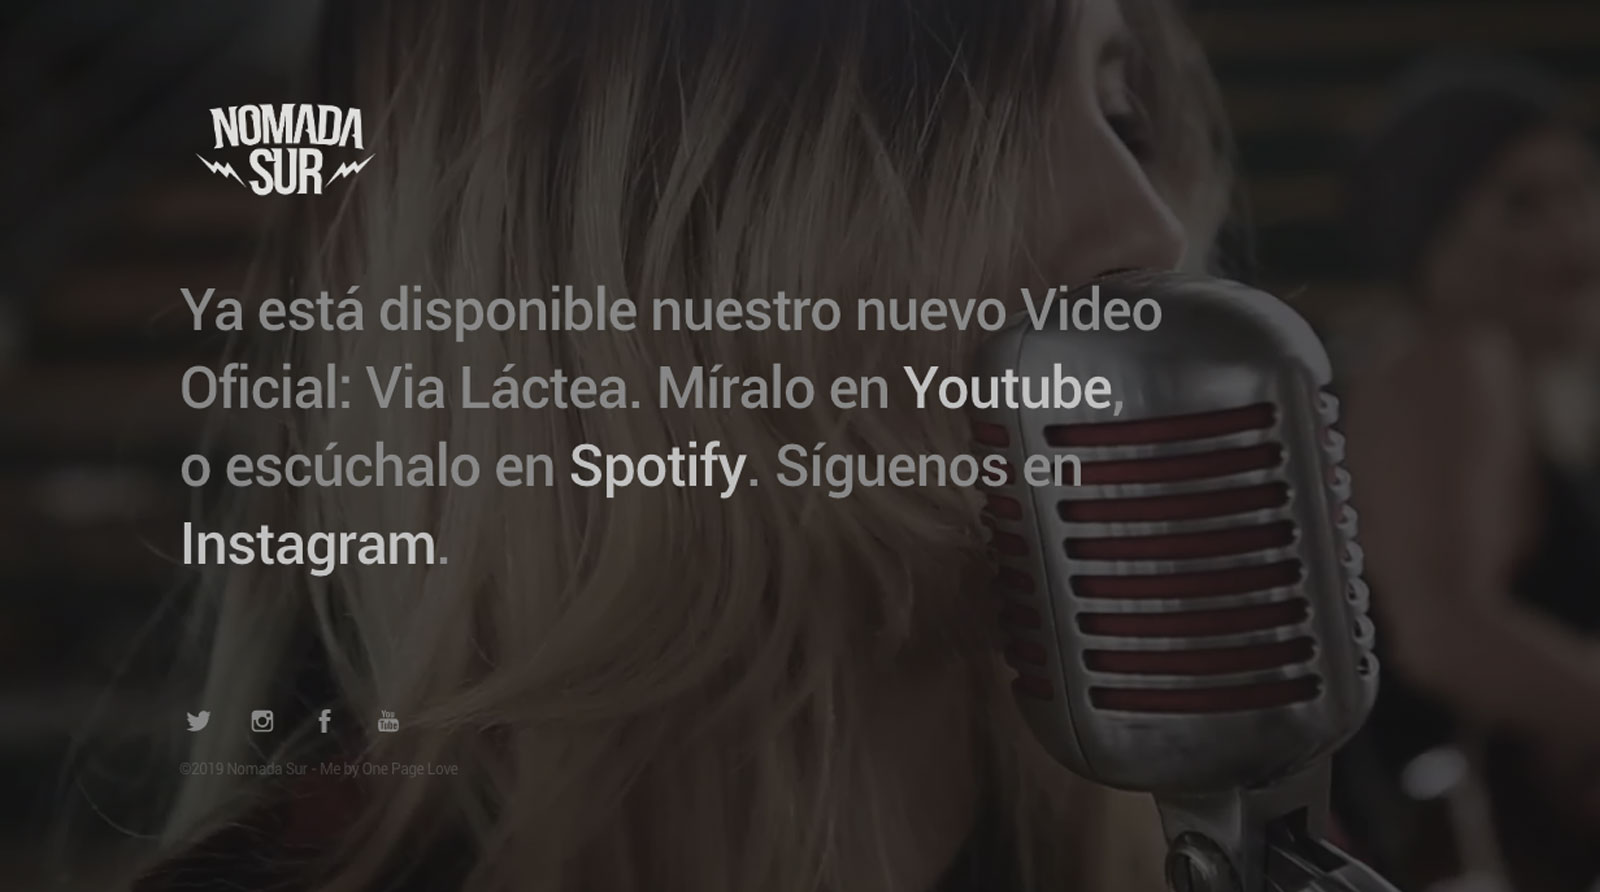 NOMADA
SUR
Ya está disponible nuestro nuevo Video
Oficial: Via Láctea. Míralo en Youtube,
o escúchalo en Spotify. Síguenos en
Instagram.
You
Tube
©2019 Nomada Sur - Me by One Page Love